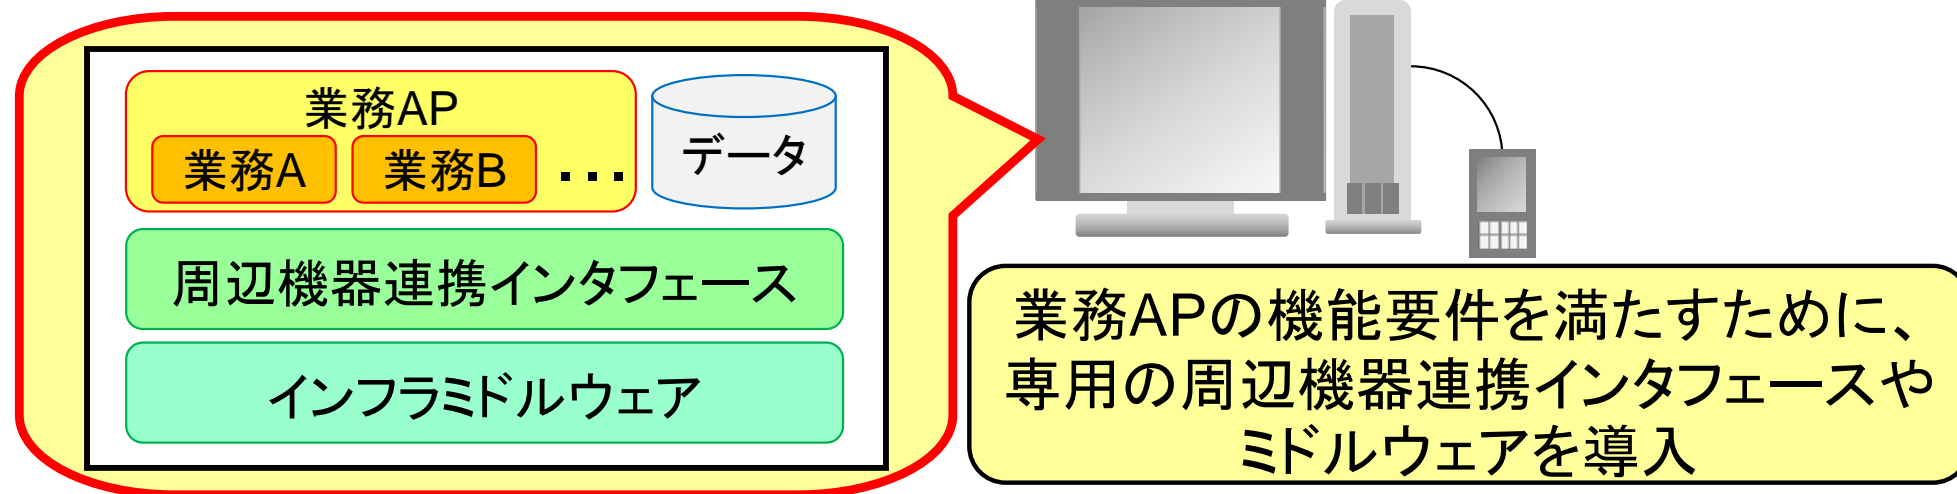 業務AP
業務A 業務B ...
データ
周辺機器連携インタフェース
インフラミドルウェア
業務APの機能要件を満たすために、
専用の周辺機器連携インタフェースや
ミドルウェアを導入